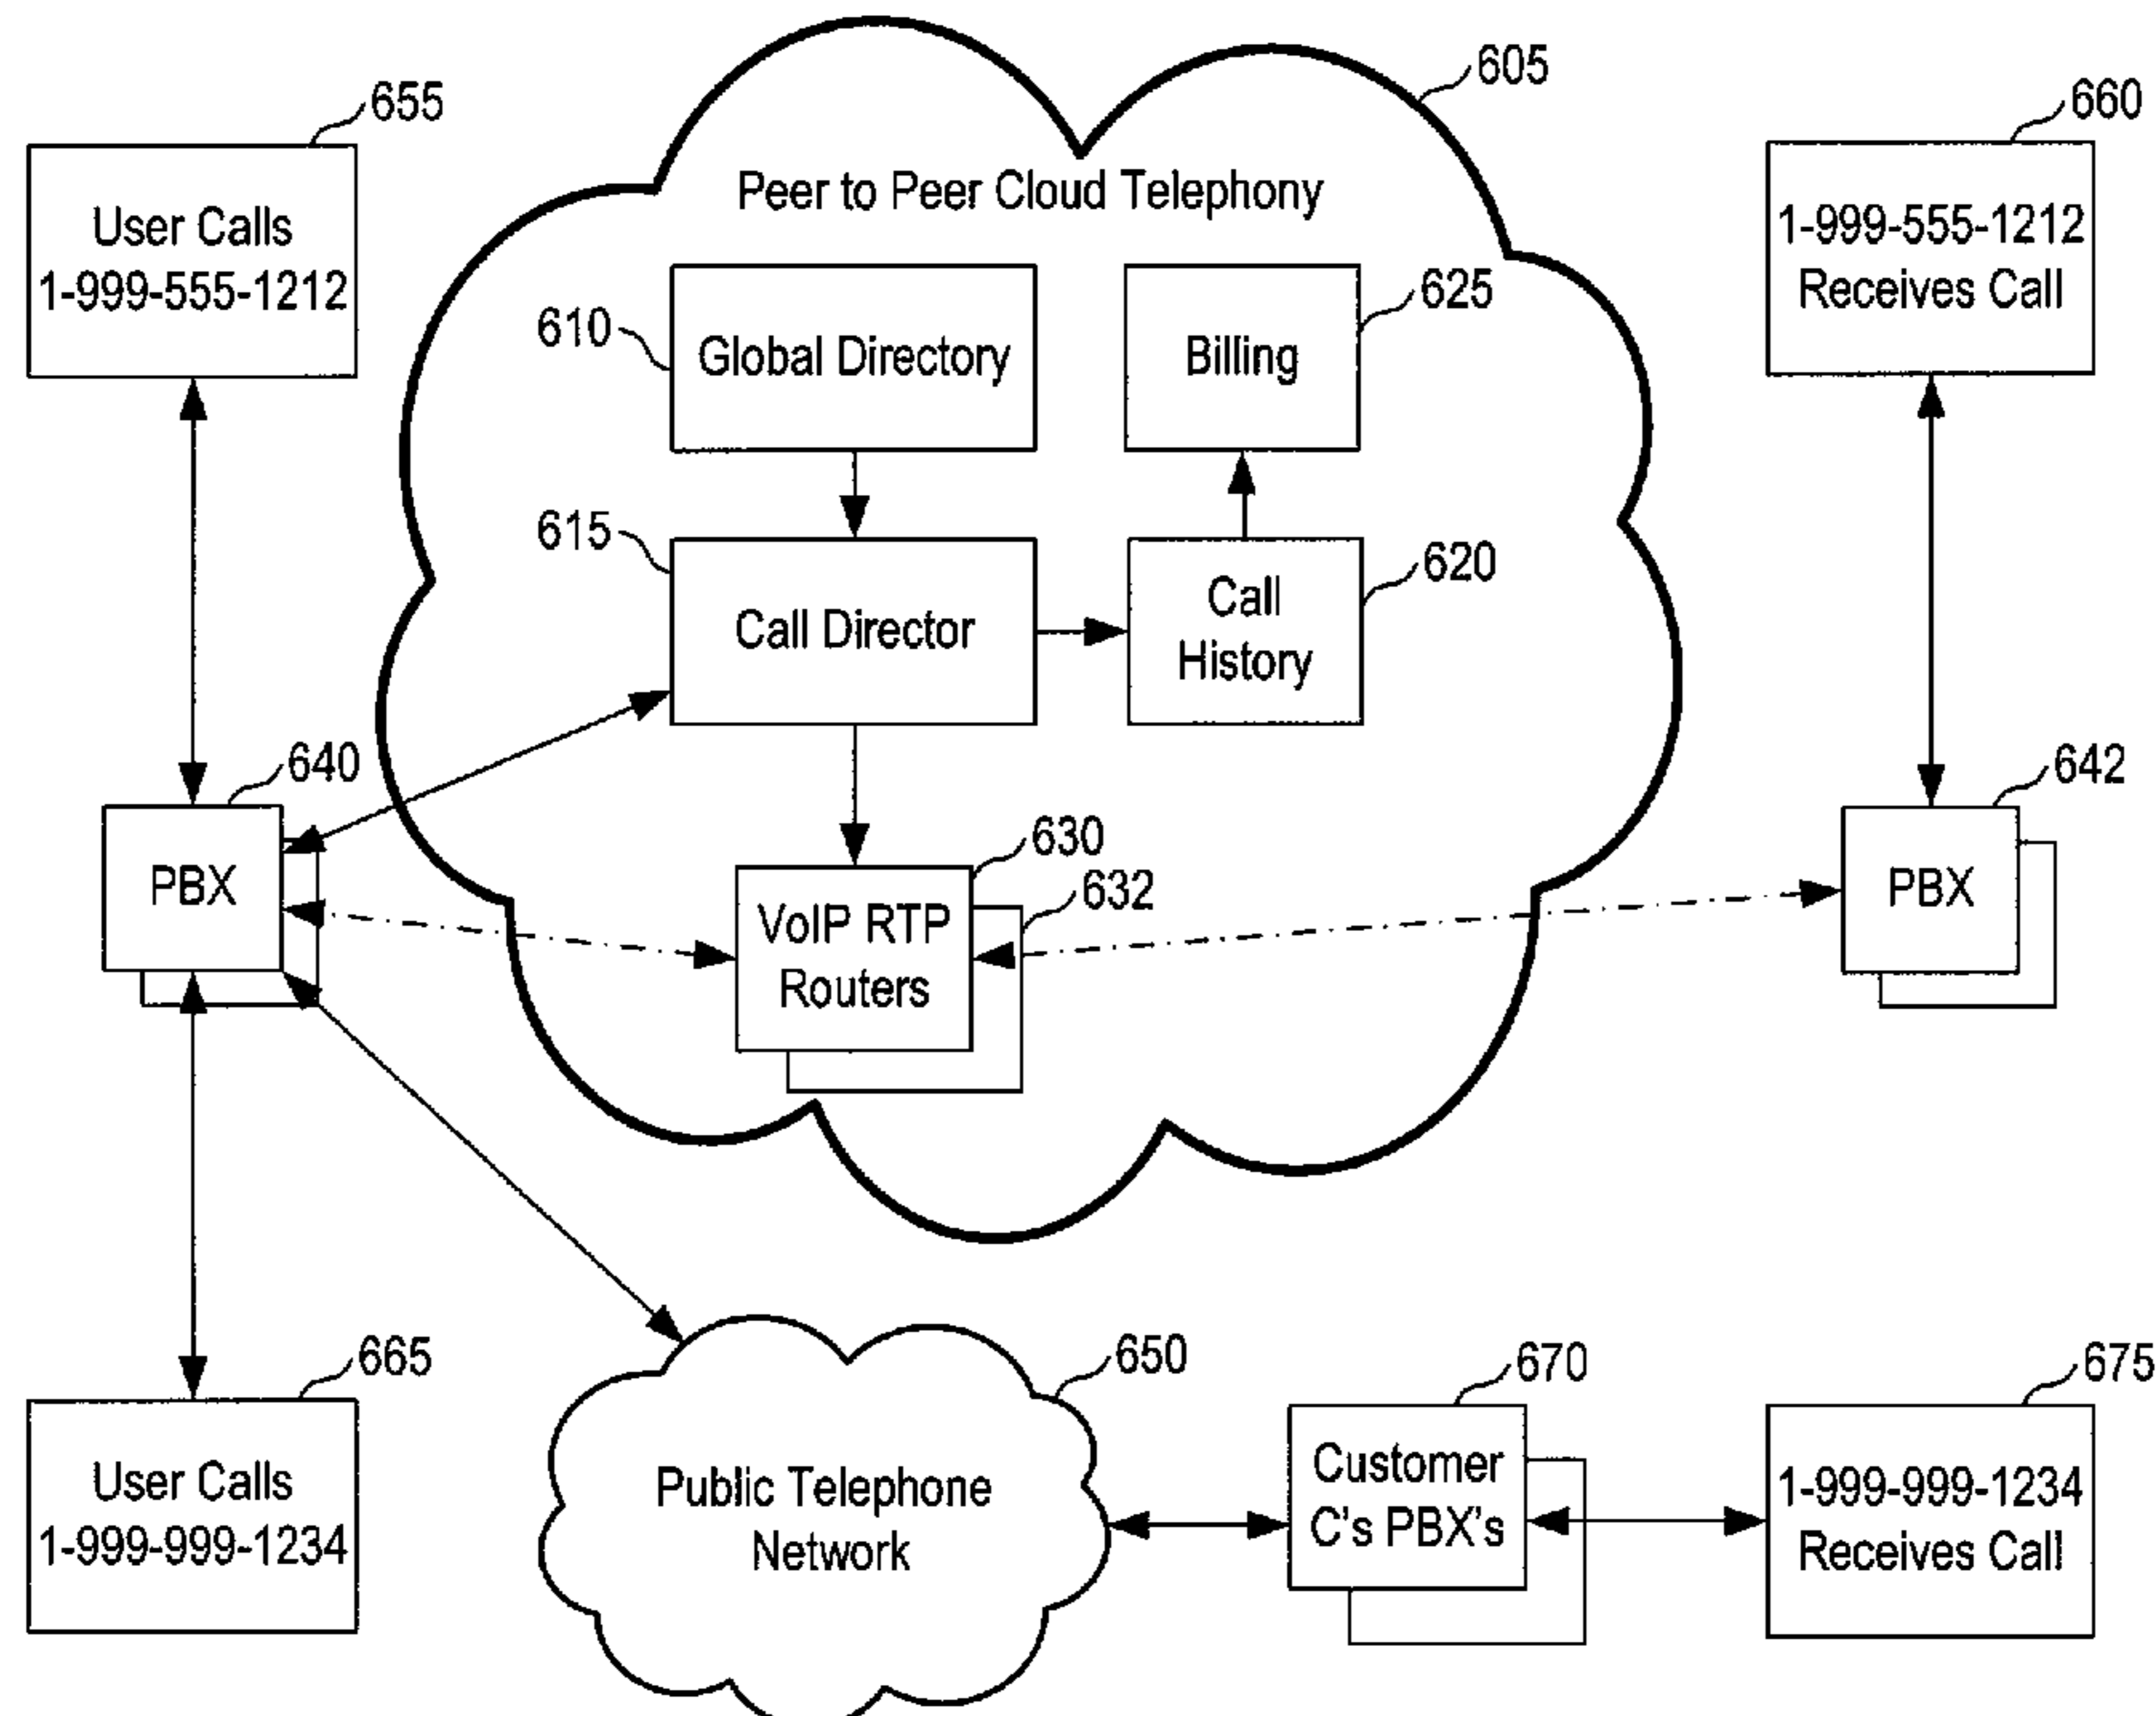 605
655
660
Peer to Peer Cloud Telephony
User Calls
1-999-555-1212
1-999-555-1212
Receives Call
610
Global Directory
625
Billing
615
Call Director
620
Call
History
640
PBX
642
PBX
630
632
VoIP RTP
Routers
650
Public Telephone
Network
665
User Calls
1-999-999-1234
670
Customer
C's PBX's
675
1-999-999-1234
Receives Call